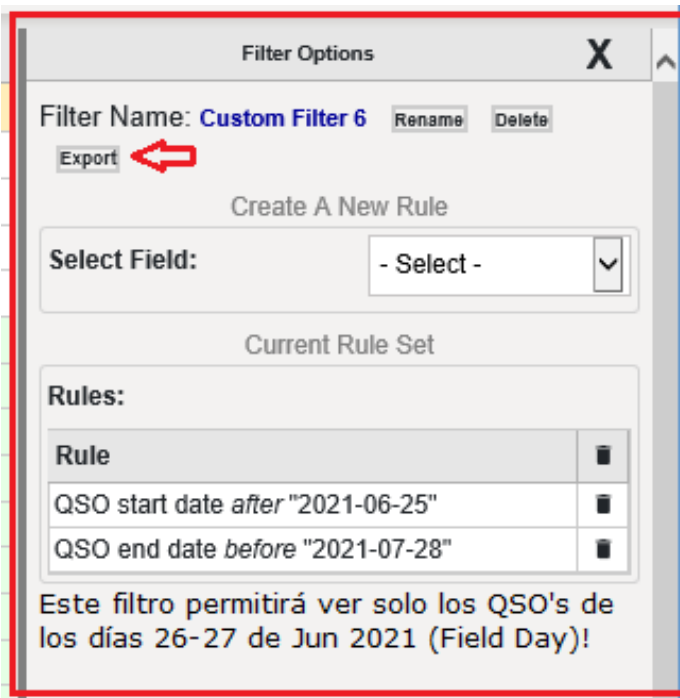 Filter Options X
Filter Name: Custom Filter 6 Rename Delete
Export
Create A New Rule
Select Field: - Select -
Current Rule Set
Rules:
Rule
QSO start date after "2021-06-25"
QSO end date before "2021-07-28"
Este filtro permitirá ver solo los QSO's de
los días 26-27 de Jun 2021 (Field Day)!